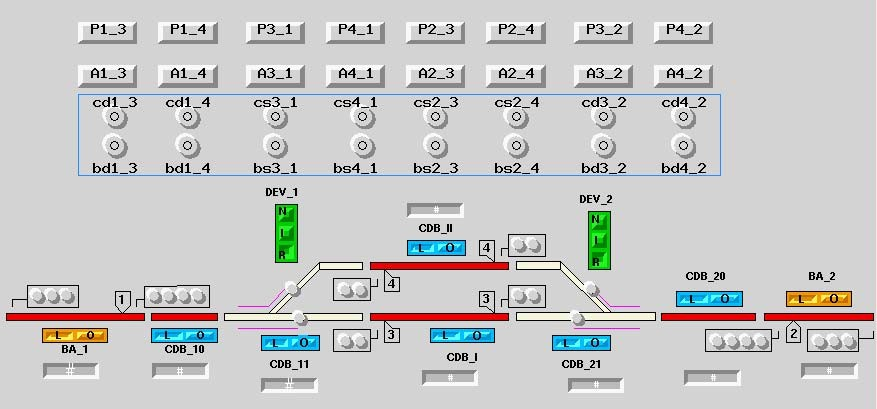 P1_3 P1_4 P3_1 P4_1 P2_3 P2_4 P3_2 P4_2
A1_3 A1_4 A3_1 A4_1 A2_3 A2_4 A3_2 A4_2
cd1_3 cd1_4 cs3_1 cs4_1 cs2_3 cs2_4 cd3_2 cd4_2
bd1_3 bd1_4 bs3_1 bs4_1 bs2_3 bs2_4 bd3_2 bd4_2
DEV_1 DEV_2
N N
L L
R R
#
CDB_II
L O
4
4
CDB_20 BA_2
L O L O
1
3
3
2
L O L O L O L O L O
BA_1 CDB_10 CDB_11 CDB_I CDB_21
# # # # # # #